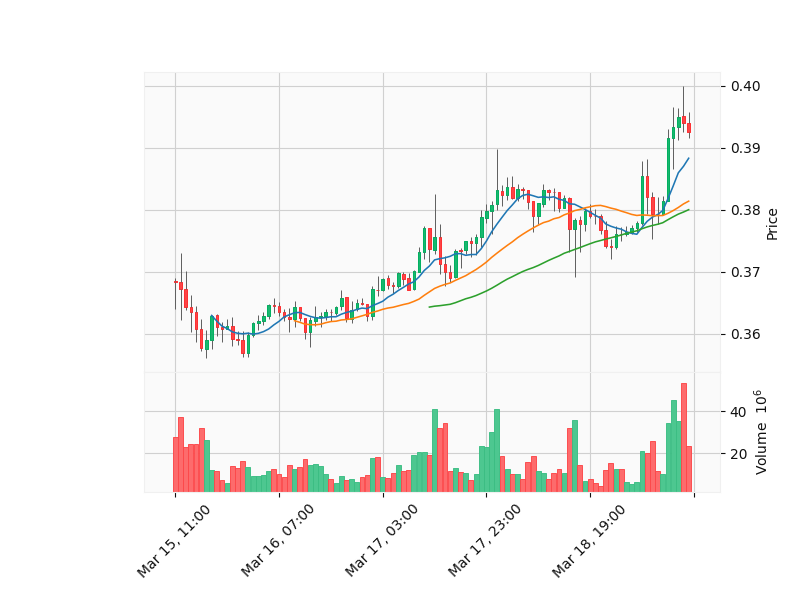 0.40
0.39
0.38
0.37
0.36
Price
40
20
Volume 10^6
Mar 15, 11:00
Mar 16, 07:00
Mar 17, 03:00
Mar 17, 23:00
Mar 18, 19:00